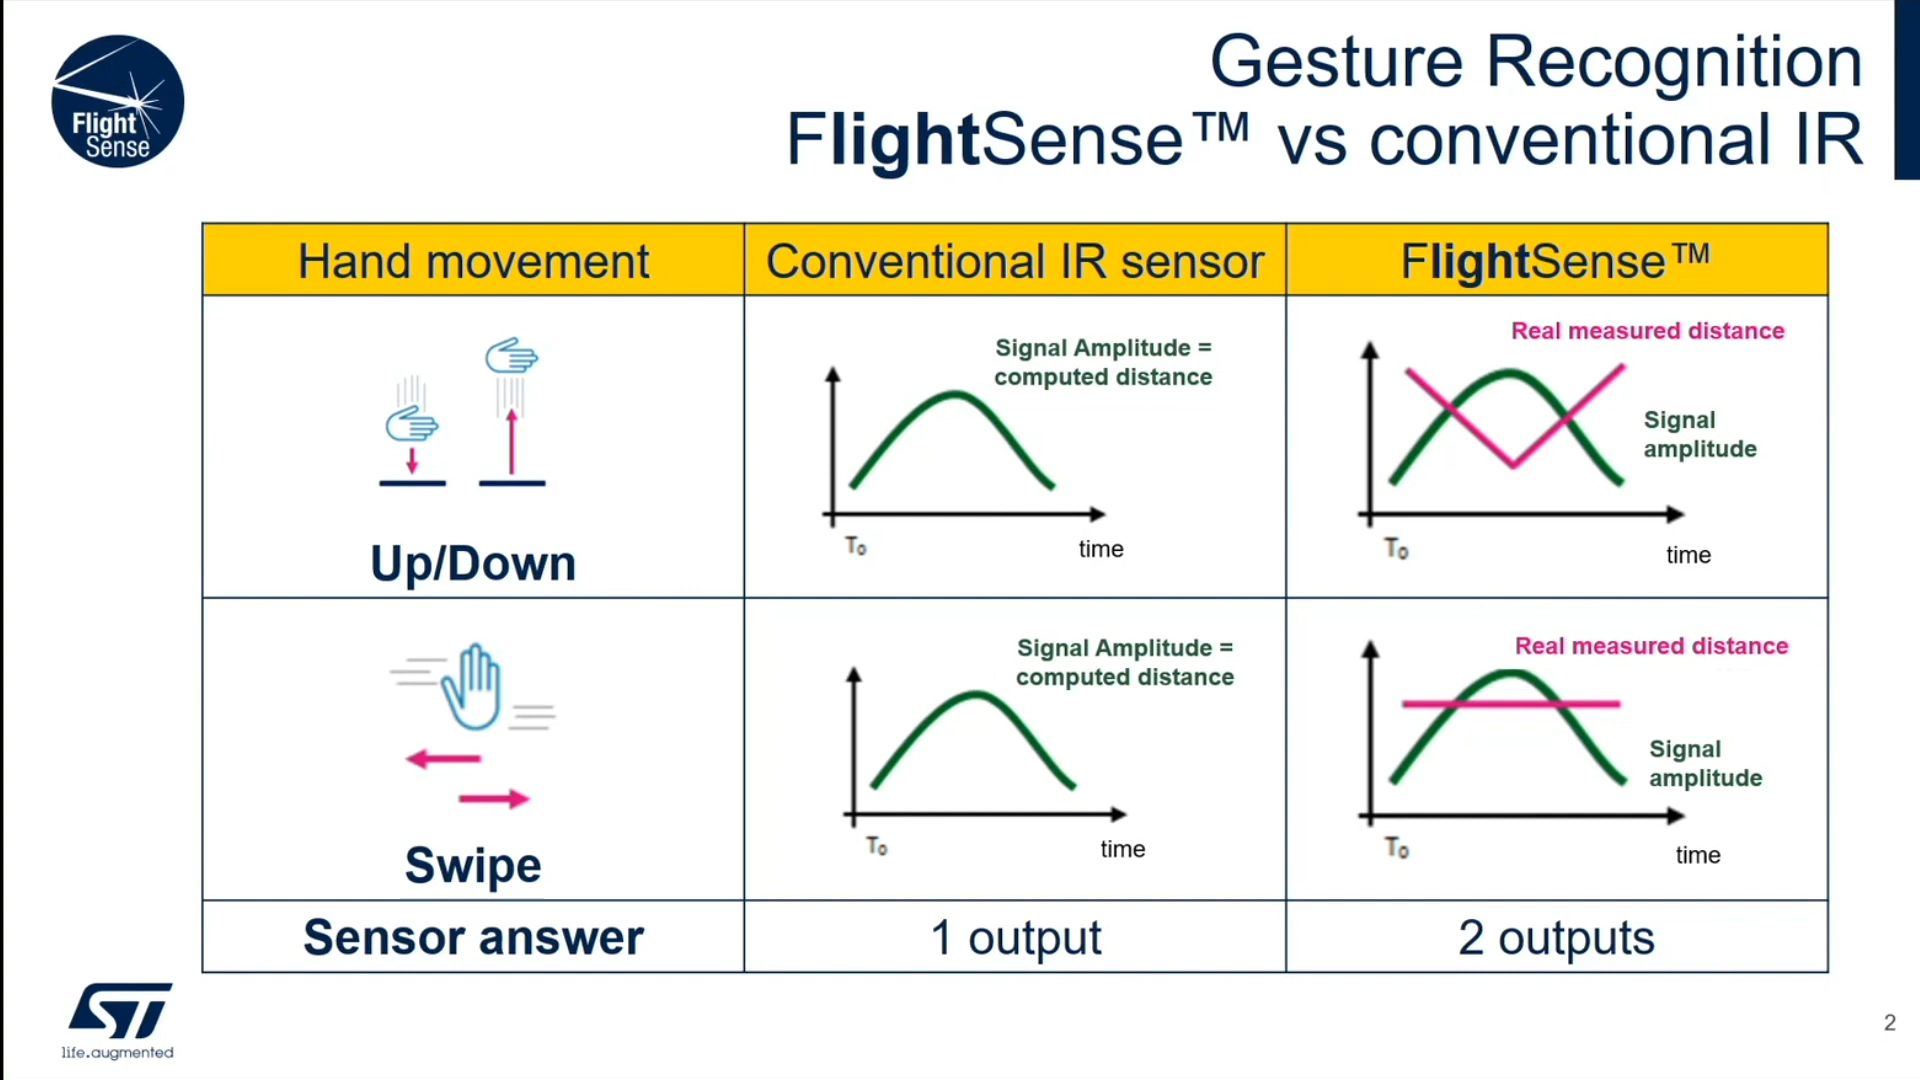 Flight
Sense
Gesture Recognition
FlightSense™ vs conventional IR
Hand movement
Conventional IR sensor
FlightSense™
Up/Down
Signal Amplitude =
computed distance
T₀
time
Real measured distance
Signal
amplitude
T₀
time
Swipe
Signal Amplitude =
computed distance
T₀
time
Real measured distance
Signal
amplitude
T₀
time
Sensor answer
1 output
2 outputs
ST
life.augmented
2